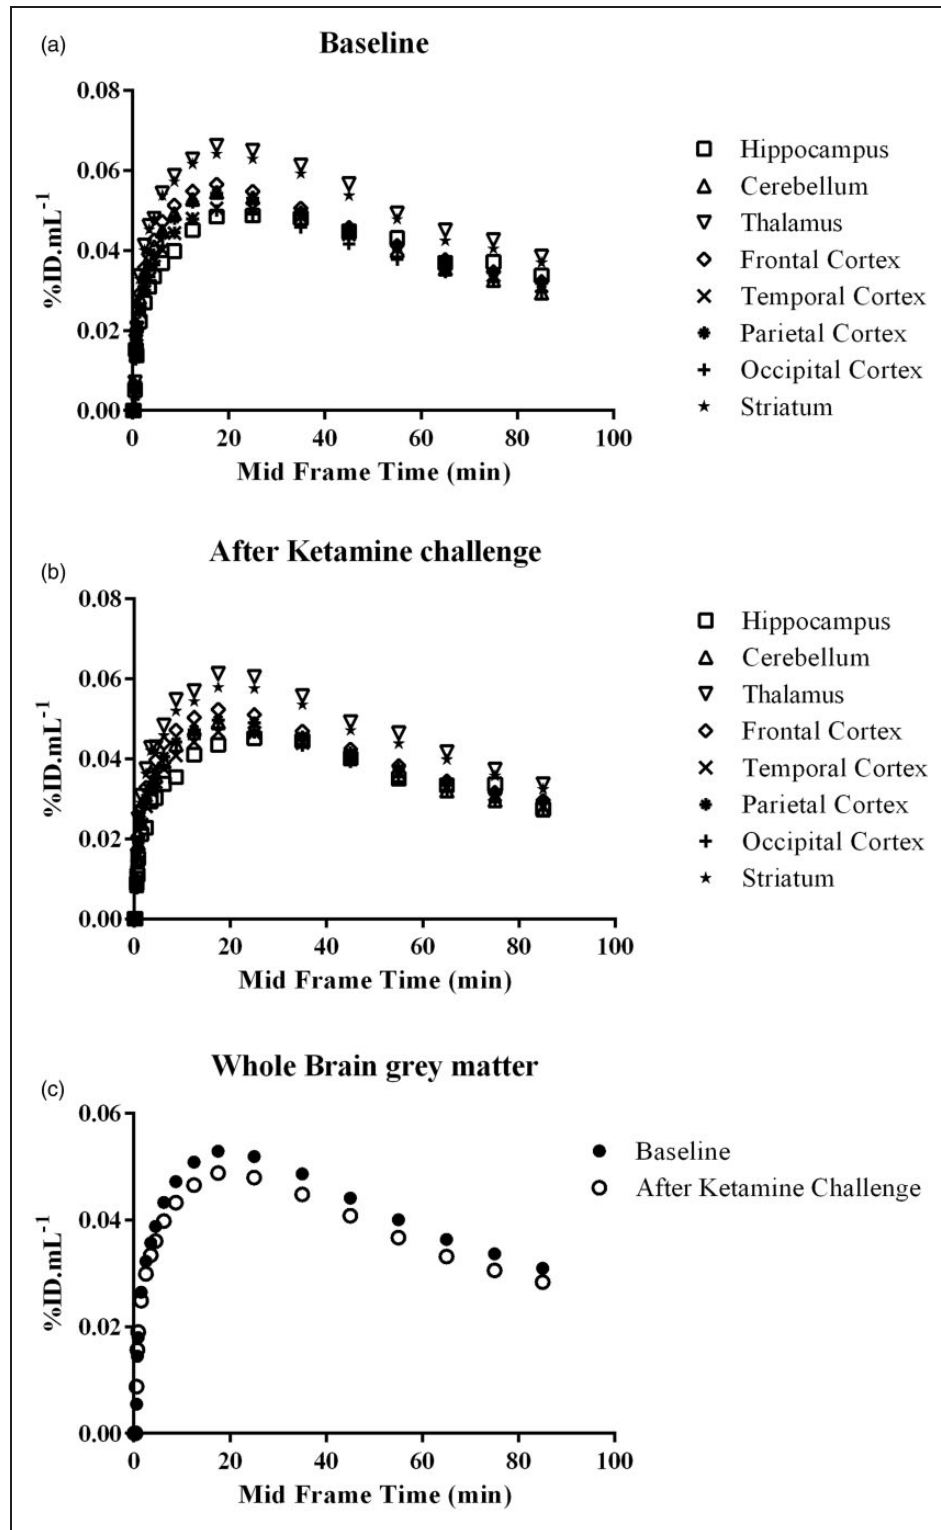 (a)
Baseline
0.08
0.06
0.04
0.02
0.00
%ID.mL-1
0 20 40 60 80 100
Mid Frame Time (min)
Hippocampus
Cerebellum
Thalamus
Frontal Cortex
Temporal Cortex
Parietal Cortex
Occipital Cortex
Striatum
(b)
After Ketamine challenge
0.08
0.06
0.04
0.02
0.00
%ID.mL-1
0 20 40 60 80 100
Mid Frame Time (min)
Hippocampus
Cerebellum
Thalamus
Frontal Cortex
Temporal Cortex
Parietal Cortex
Occipital Cortex
Striatum
(c)
Whole Brain grey matter
0.06
0.04
0.02
0.00
%ID.mL-1
0 20 40 60 80 100
Mid Frame Time (min)
Baseline
After Ketamine Challenge